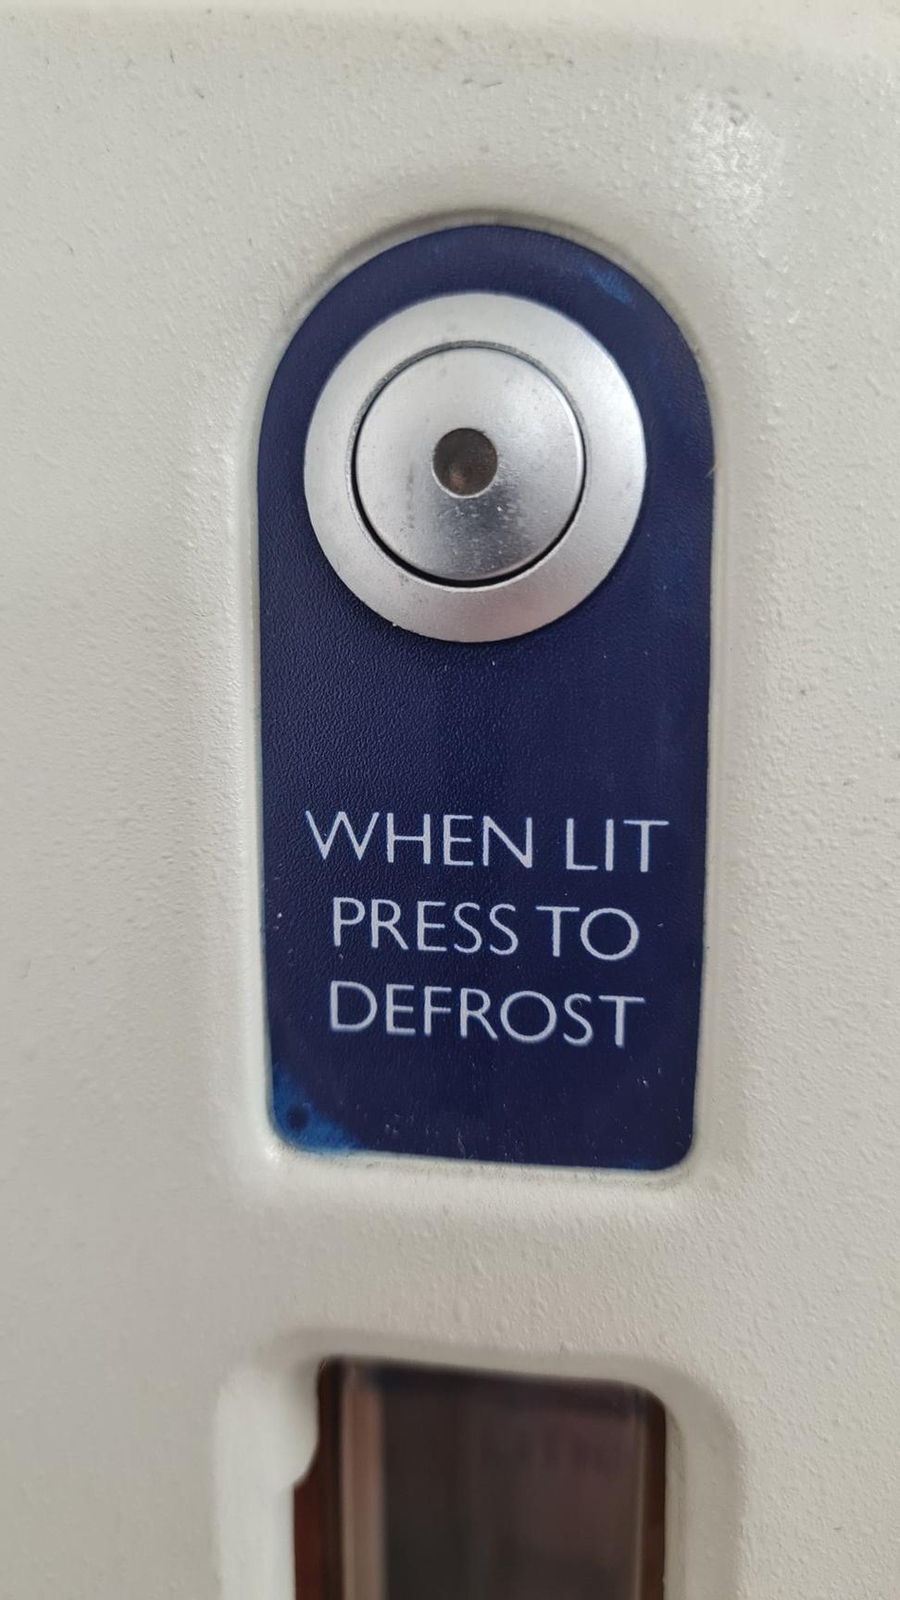 WHEN LIT
PRESS TO
DEFROST